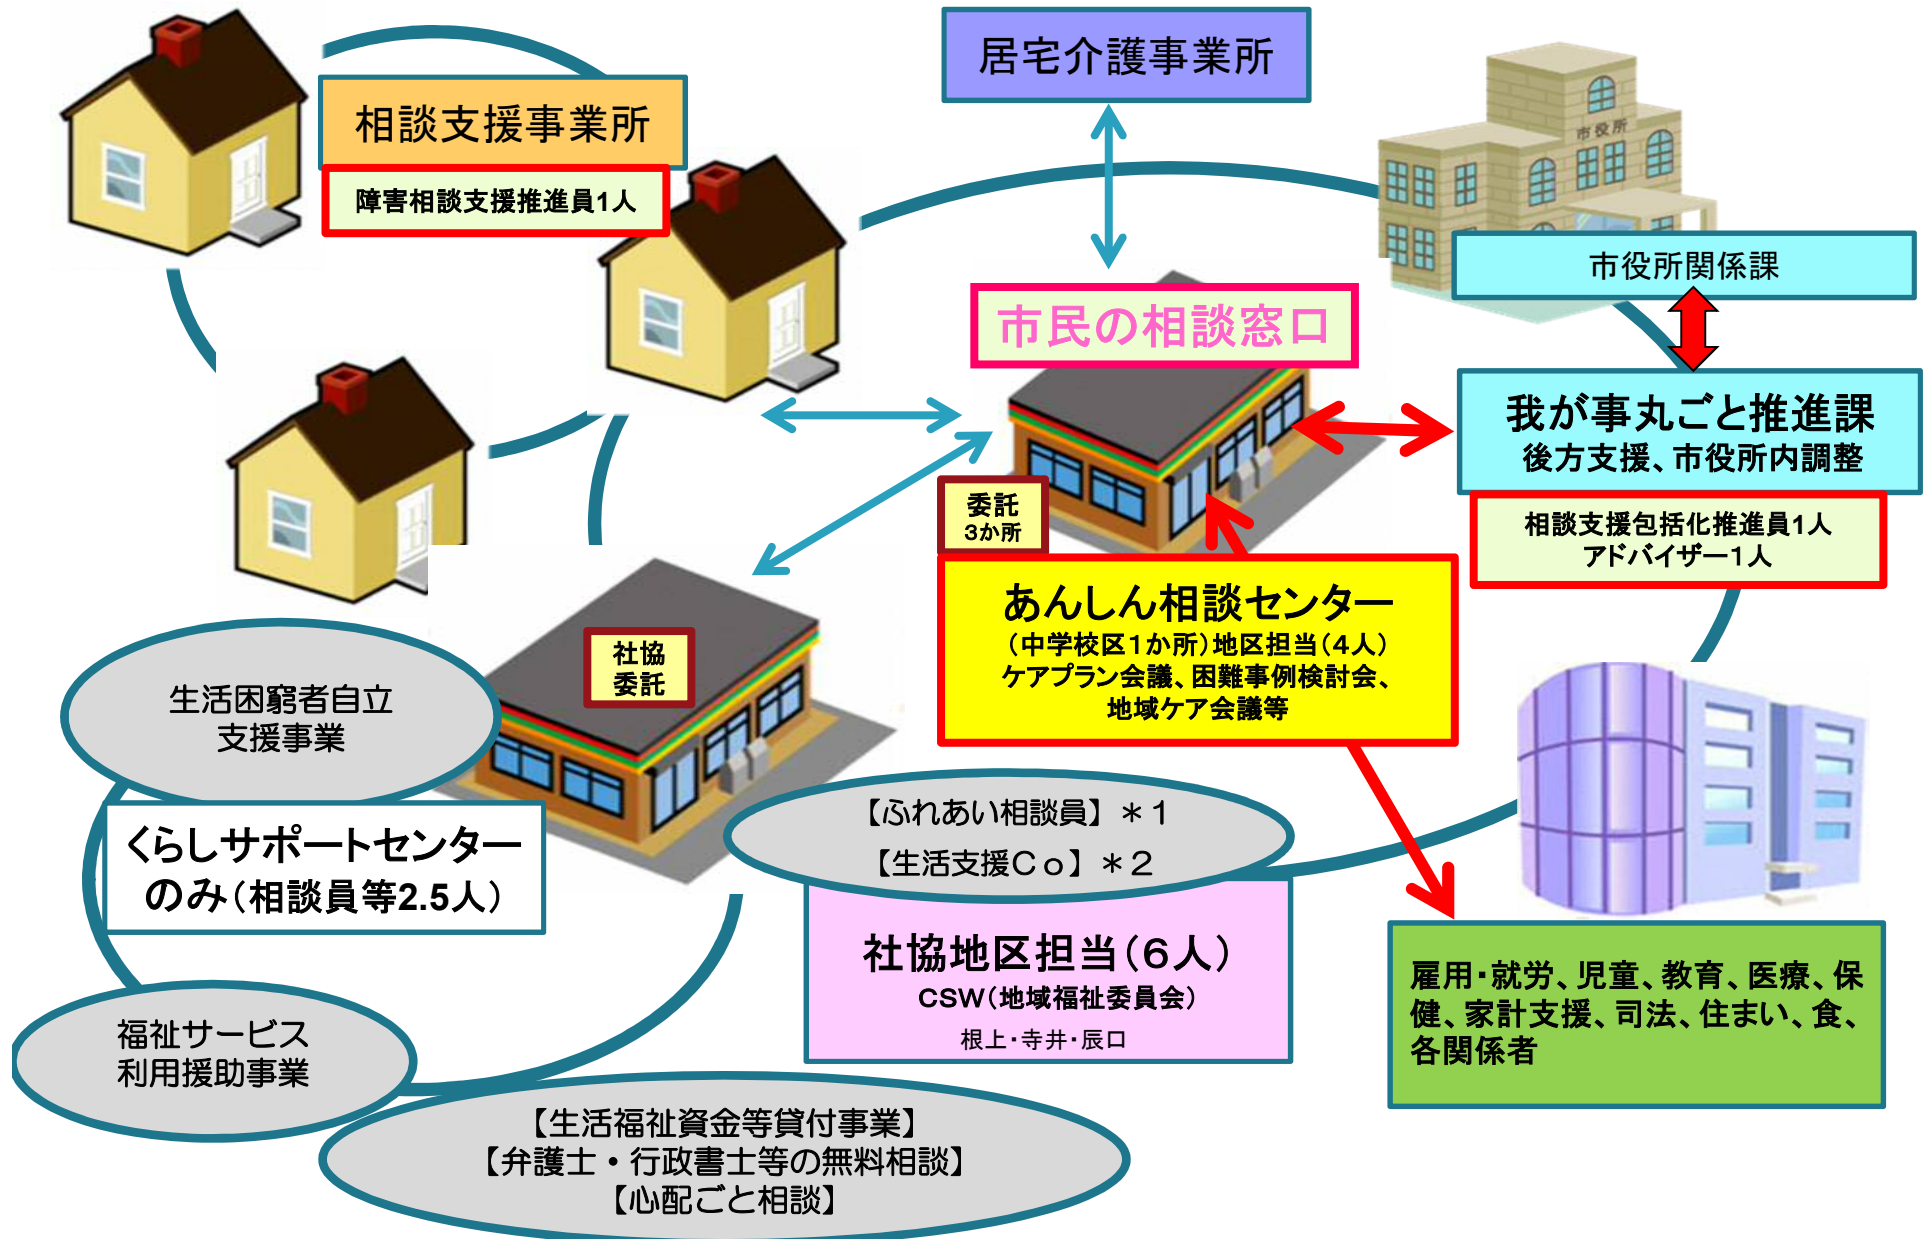 居宅介護事業所
相談支援事業所
障害相談支援推進員1人
市役所
市役所関係課
市民の相談窓口
我が事丸ごと推進課
後方支援、市役所内調整
相談支援包括化推進員1人
アドバイザー１人
委託
３か所
あんしん相談センター
（中学校区１か所）地区担当（４人）
ケアプラン会議、困難事例検討会、
地域ケア会議等
社協
委託
生活困窮者自立
支援事業
くらしサポートセンター
のみ（相談員等2.5人）
【ふれあい相談員】＊１
【生活支援Ｃｏ】＊２
社協地区担当（６人）
CSW（地域福祉委員会）
根上・寺井・辰口
雇用・就労、児童、教育、医療、保
健、家計支援、司法、住まい、食、
各関係者
福祉サービス
利用援助事業
【生活福祉資金等貸付事業】
【弁護士・行政書士等の無料相談】
【心配ごと相談】